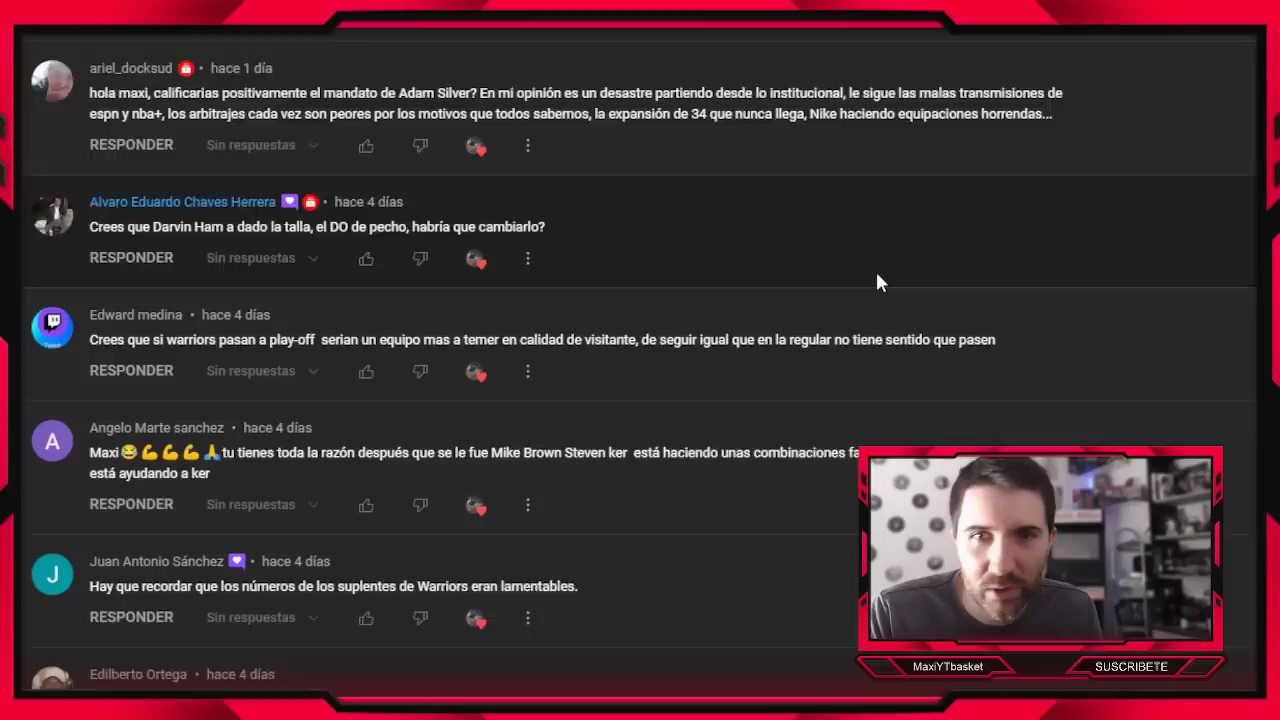 ariel_docksud • hace 1 día
hola maxi, calificarias positivamente el mandato de Adam Silver? En mi opinión es un desastre partiendo desde lo institucional, le sigue las malas transmisiones de
espn y nba+, los arbitrajes cada vez son peores por los motivos que todos sabemos, la expansión de 34 que nunca llega, Nike haciendo equipaciones horrendas...
RESPONDER Sin respuestas
Alvaro Eduardo Chaves Herrera • hace 4 días
Crees que Darvin Ham a dado la talla, el DO de pecho, habría que cambiarlo?
RESPONDER Sin respuestas
Edward medina • hace 4 días
Crees que si warriors pasan a play-off serian un equipo mas a temer en calidad de visitante, de seguir igual que en la regular no tiene sentido que pasen
RESPONDER Sin respuestas
A
Angelo Marte sanchez • hace 4 días
Maxi😂💪💪💪🙏tu tienes toda la razón después que se le fue Mike Brown Steven ker está haciendo unas combinaciones fa
está ayudando a ker
RESPONDER Sin respuestas
J
Juan Antonio Sánchez • hace 4 días
Hay que recordar que los números de los suplentes de Warriors eran lamentables.
RESPONDER Sin respuestas
Edilberto Ortega • hace 4 días
MaxiYTbasket
SUSCRIBETE